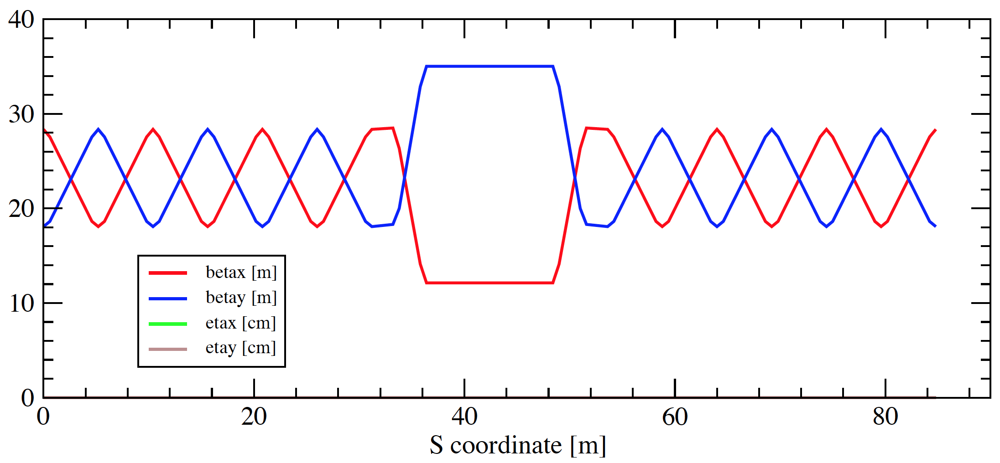 40
30
20
10
0
betax [m]
betay [m]
etax [cm]
etay [cm]
0 20 40 60 80
S coordinate [m]